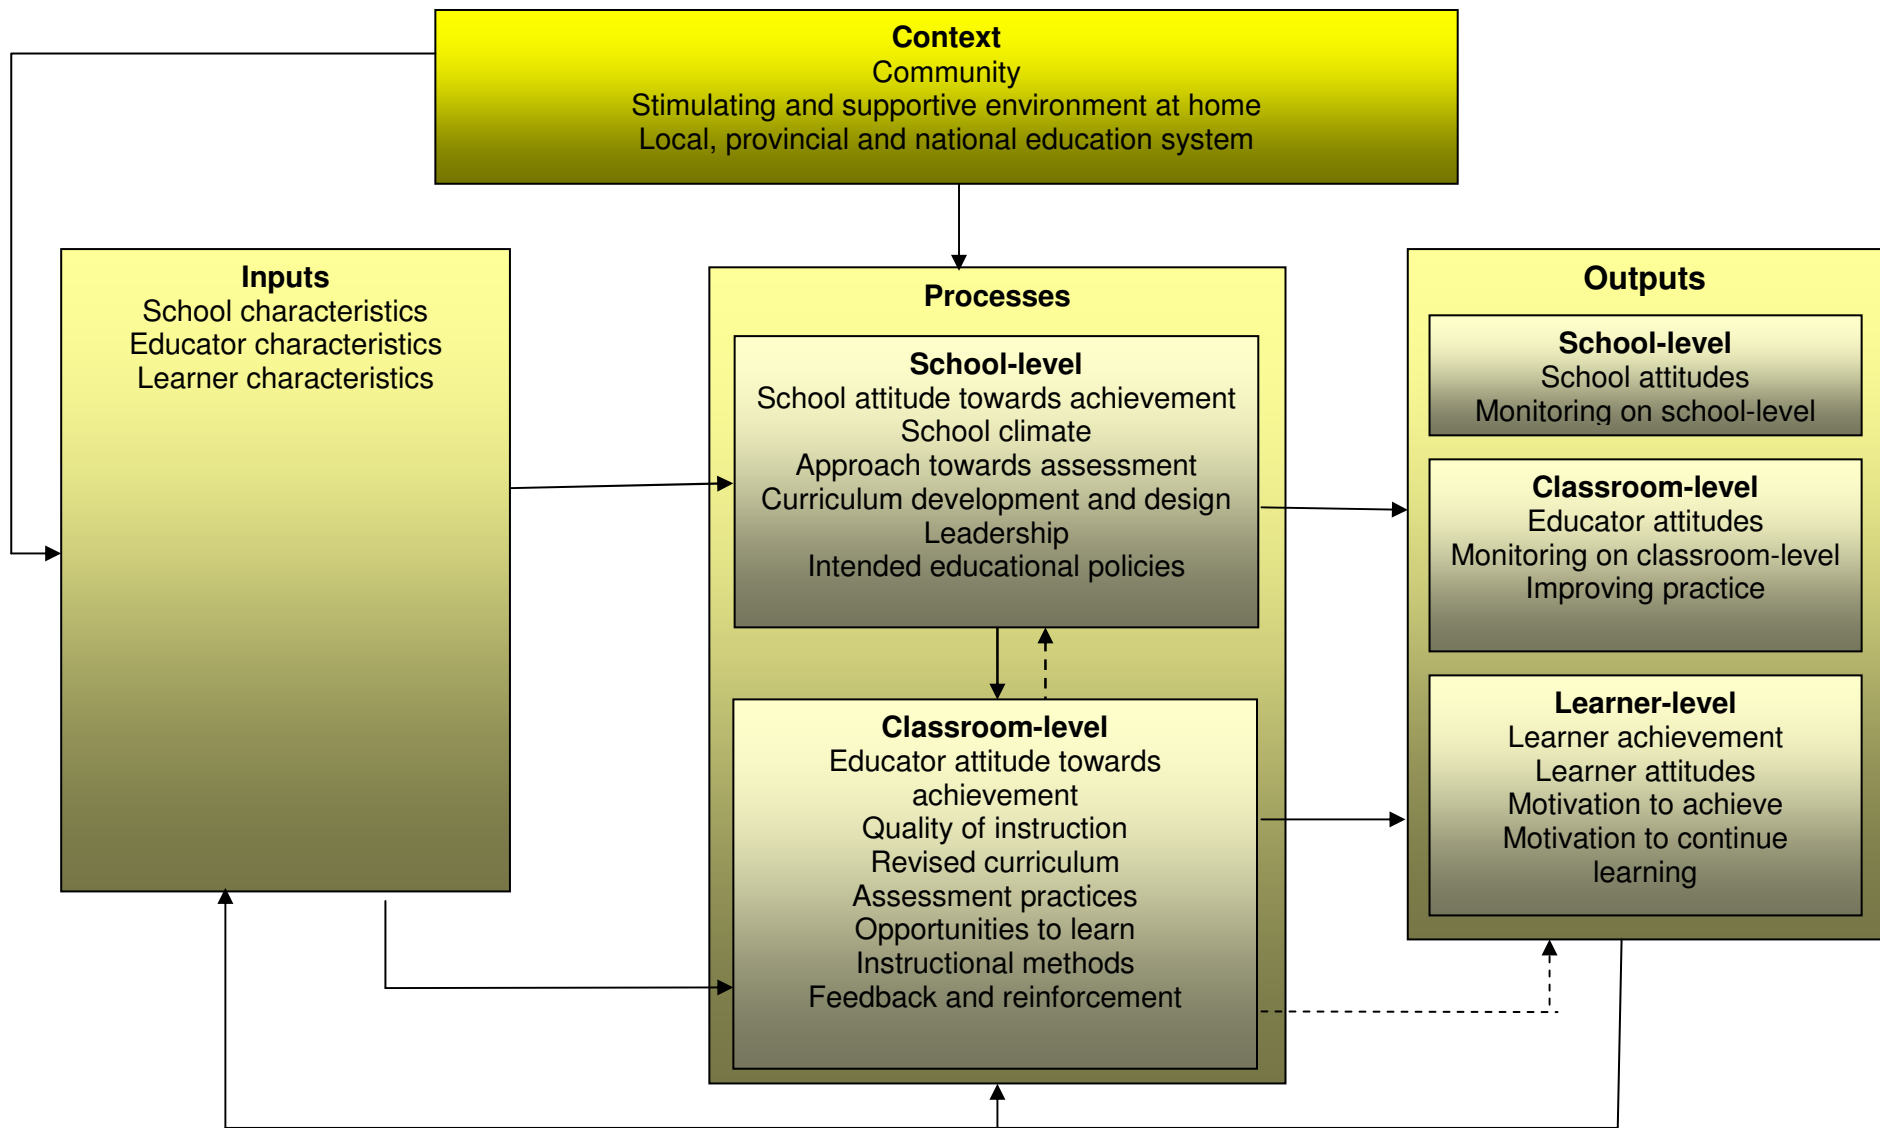 Context
Community
Stimulating and supportive environment at home
Local, provincial and national education system
Inputs
School characteristics
Educator characteristics
Learner characteristics
Processes
School-level
School attitude towards achievement
School climate
Approach towards assessment
Curriculum development and design
Leadership
Intended educational policies
Classroom-level
Educator attitude towards
achievement
Quality of instruction
Revised curriculum
Assessment practices
Opportunities to learn
Instructional methods
Feedback and reinforcement
Outputs
School-level
School attitudes
Monitoring on school-level
Classroom-level
Educator attitudes
Monitoring on classroom-level
Improving practice
Learner-level
Learner achievement
Learner attitudes
Motivation to achieve
Motivation to continue
learning